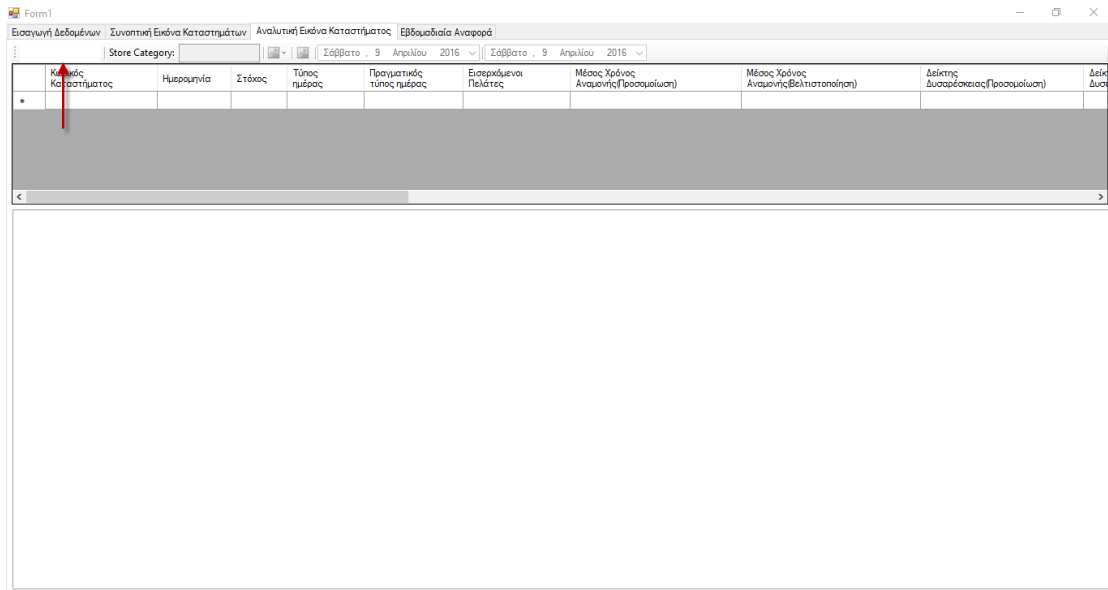 Form1
Εισαγωγή Δεδομένων Συνοπτική Εικόνα Καταστημάτων Αναλυτική Εικόνα Καταστήματος Εβδομαδιαία Αναφορά
Store Category: Σάββατο , 9 Απριλίου 2016 Σάββατο , 9 Απριλίου 2016
Τύπος Πραγματικός Εισερχόμενοι Μέσος Χρόνος Μέσος Χρόνος Δείκτης
Ημερομηνία Στόχος
Καταστήματος ημέρας τύπος ημέρας Πελάτες Αναμονής(Προσομοίωση) Αναμονής(Βελτιστοποίηση) Δυσαρέσκειας(Προσομοίωση)
*